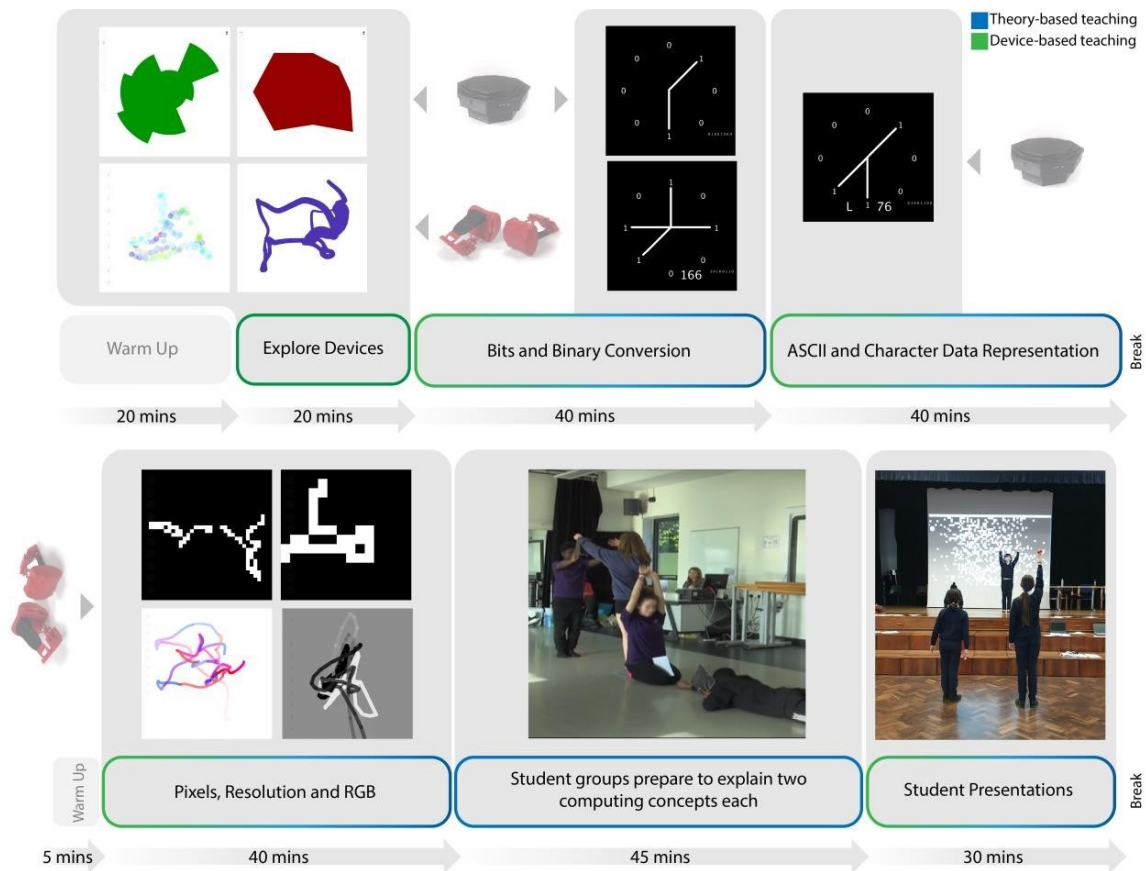 Theory-based teaching
Device-based teaching
0
0 1
0 0
0 0
1
0
1
0 0
1 1
1 0
0 166
0
0 1
0 0
1 0
L 1 76
Warm Up
Explore Devices
Bits and Binary Conversion
ASCII and Character Data Representation
Break
20 mins
20 mins
40 mins
40 mins
Warm Up
Pixels, Resolution and RGB
Student groups prepare to explain two
computing concepts each
Student Presentations
Break
5 mins
40 mins
45 mins
30 mins